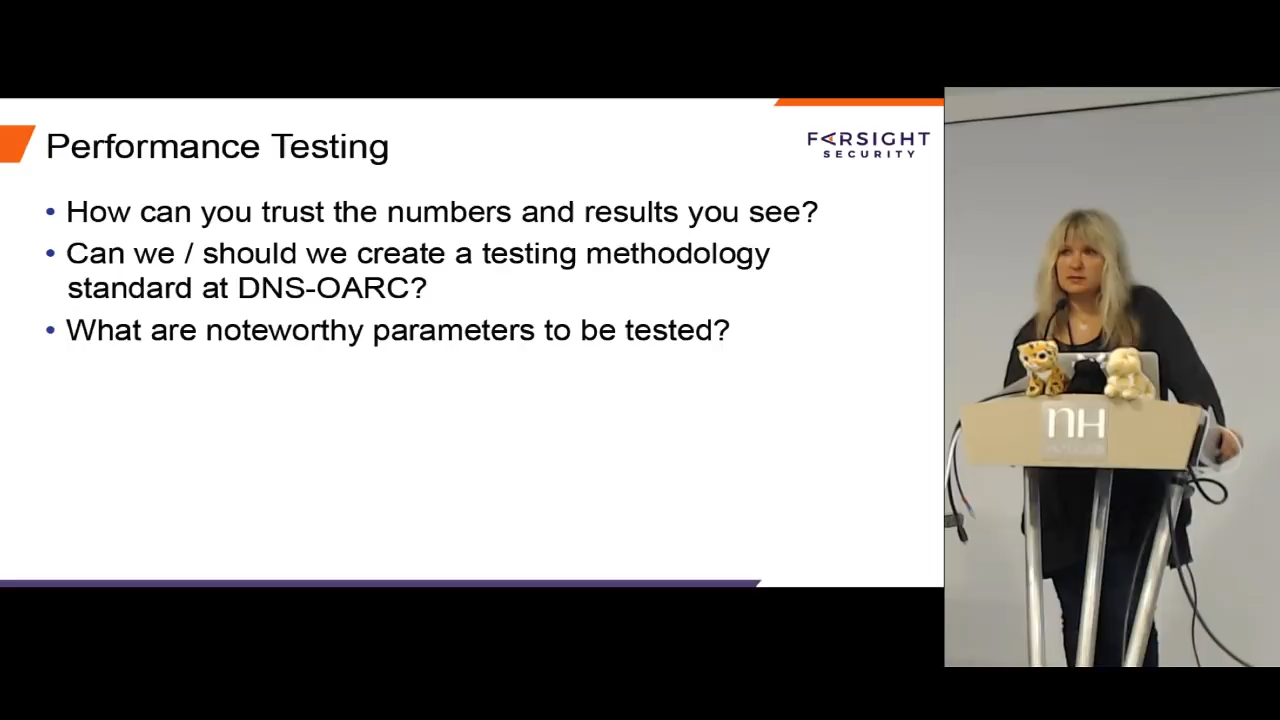 Performance Testing
FARSIGHT
SECURITY
• How can you trust the numbers and results you see?
• Can we / should we create a testing methodology
standard at DNS-OARC?
• What are noteworthy parameters to be tested?
nH